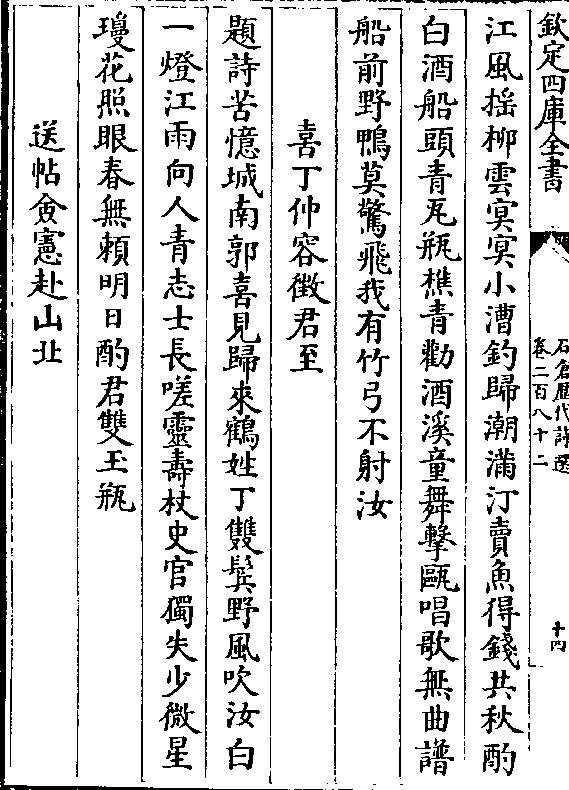 欽定四庫全書
石倉歴代詩選
卷二百八十二
十四
江風揺柳雲冥冥小漕釣歸潮滿汀賣魚得錢共秋酌
白酒船頭青瓦瓶樵青勸酒溪童舞擊甌唱歌無曲譜
船前野鴨莫驚飛我有竹弓不射汝
喜丁仲容徵君至
題詩苦憶城南郭喜見歸來鶴姓丁雙鬂野風吹汝白
一燈江雨向人青志士長嗟靈壽杖史官獨失少微星
瓊花照眼春無賴明日酌君雙玉瓶
送帖僉憲赴山北